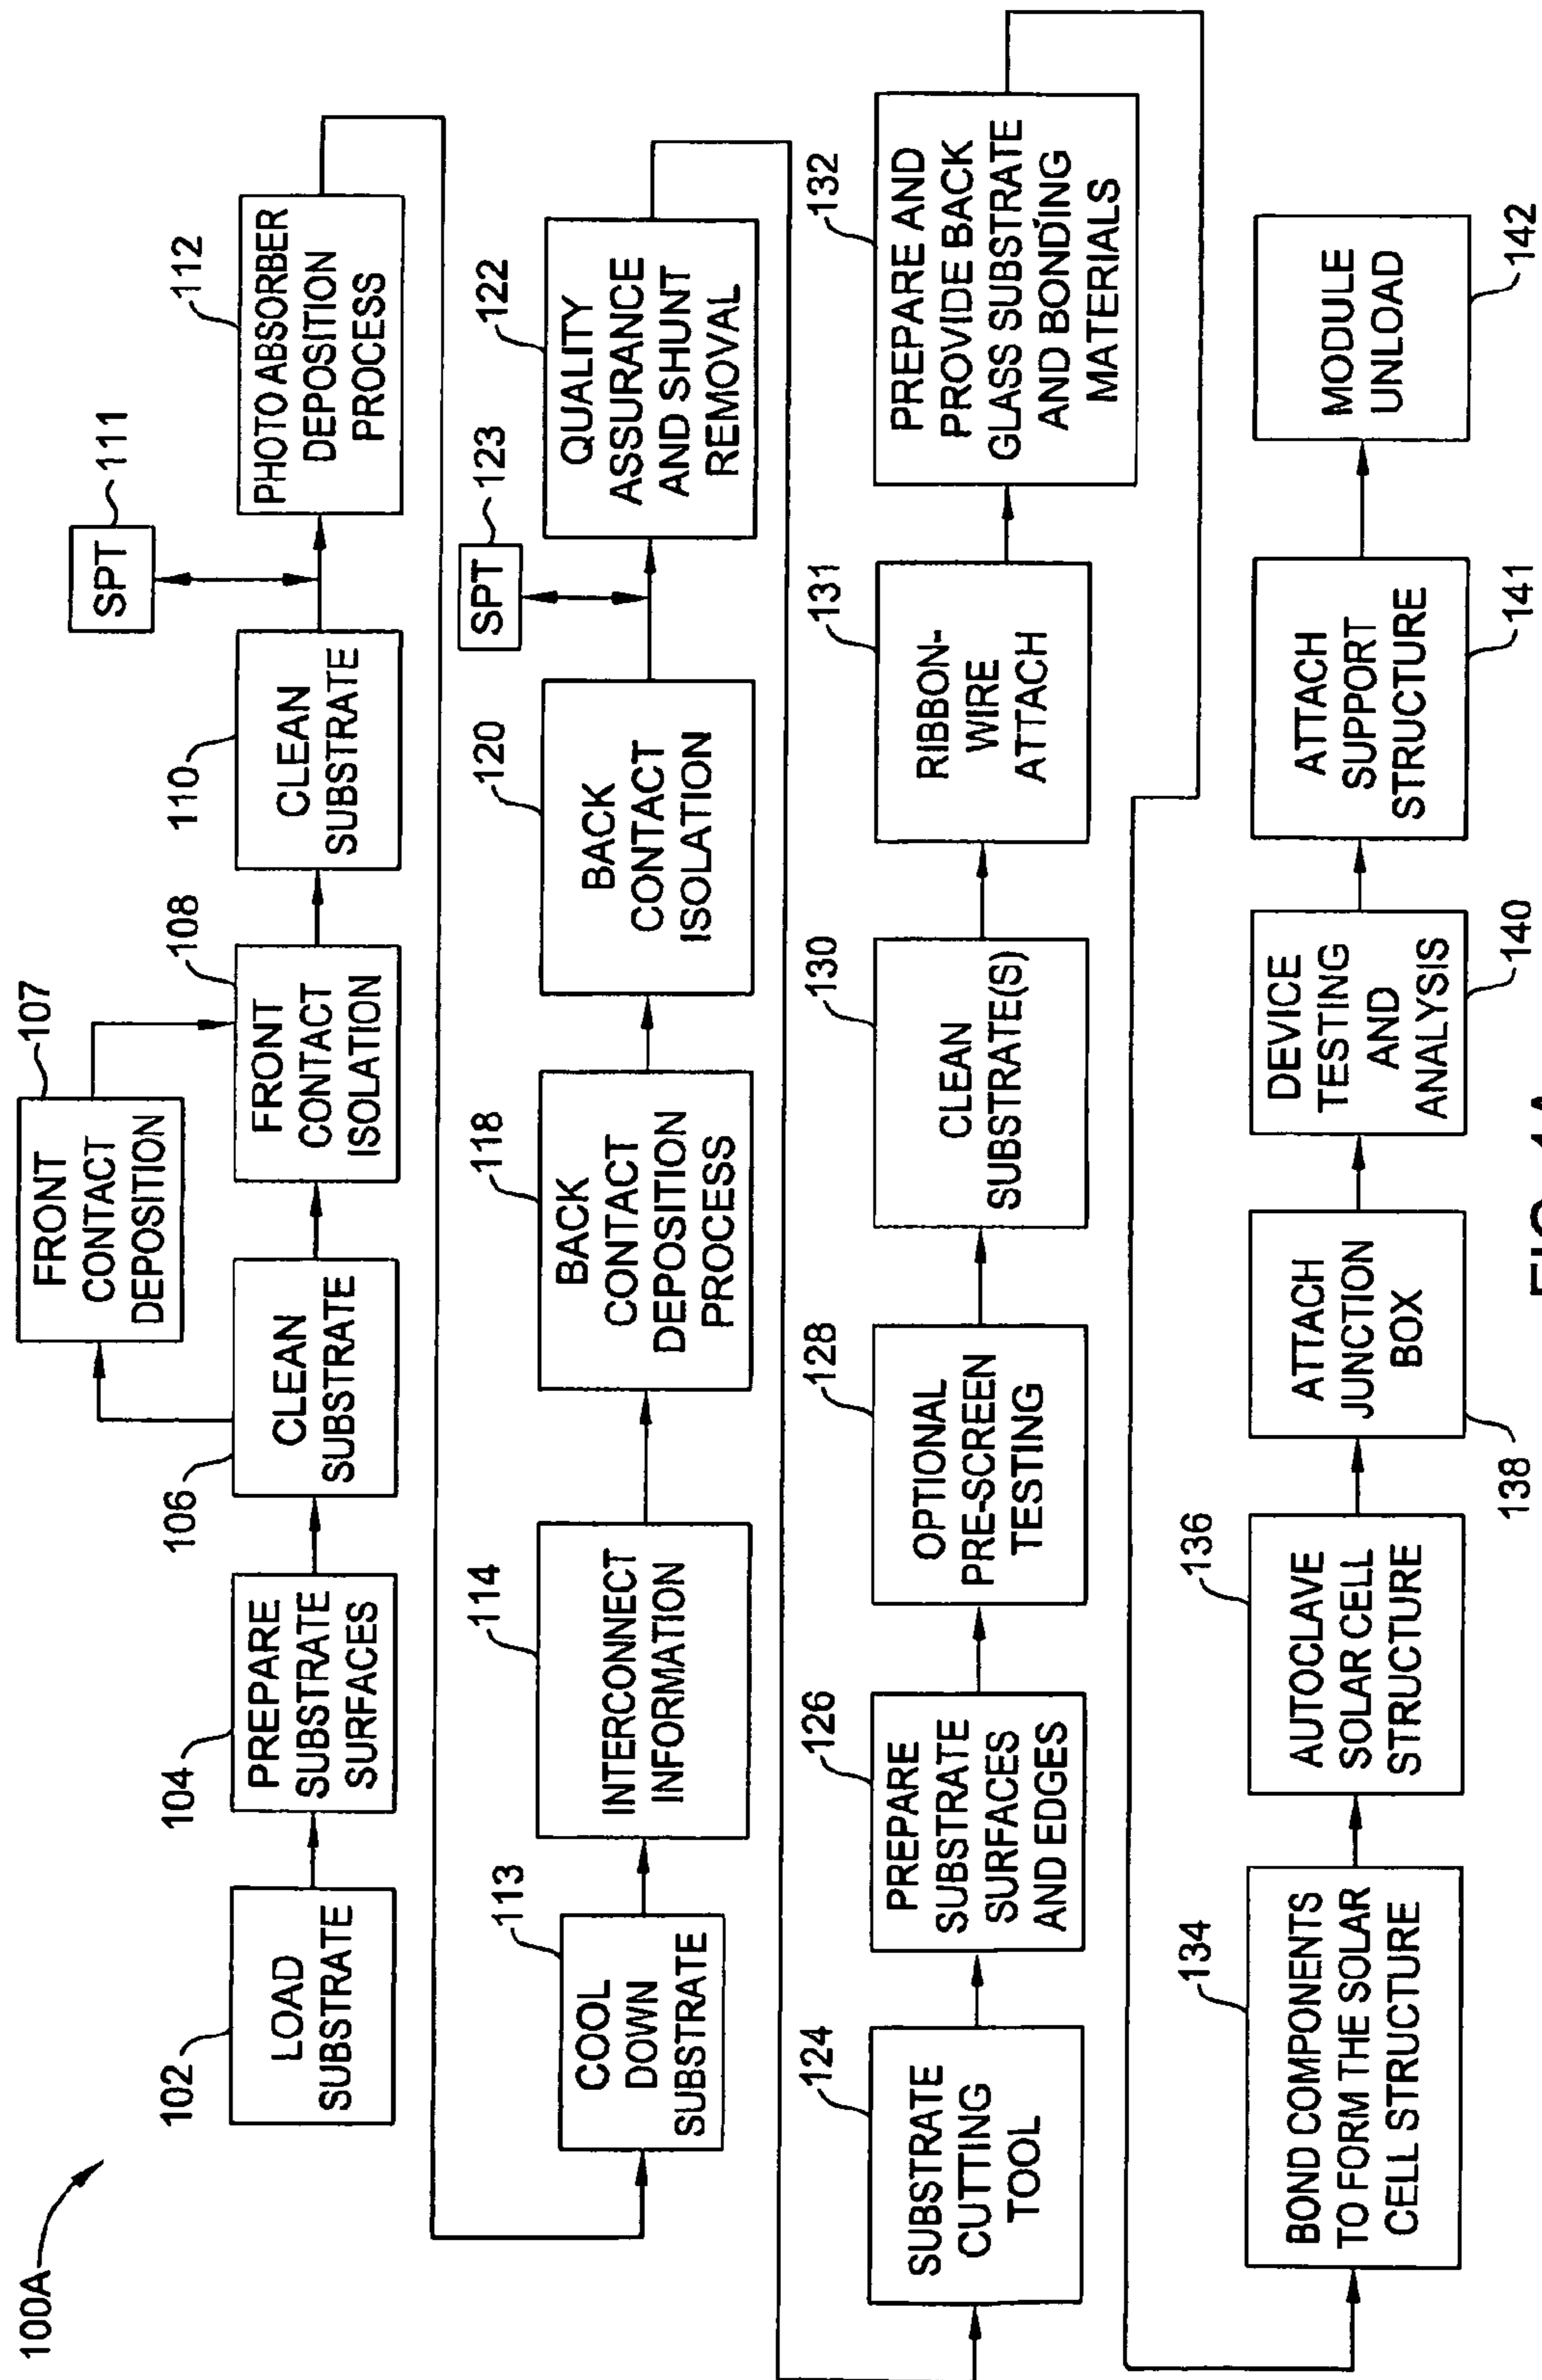 100A
102
LOAD
SUBSTRATE
104
PREPARE
SUBSTRATE
SURFACES
106
CLEAN
SUBSTRATE
107
FRONT
CONTACT
DEPOSITION
108
FRONT
CONTACT
ISOLATION
110
CLEAN
SUBSTRATE
SPT
111
112
PHOTO ABSORBER
DEPOSITION
PROCESS
113
COOL
DOWN
SUBSTRATE
114
INTERCONNECT
INFORMATION
118
BACK
CONTACT
DEPOSITION
PROCESS
120
BACK
CONTACT
ISOLATION
SPT
123
122
QUALITY
ASSURANCE
AND SHUNT
REMOVAL
124
SUBSTRATE
CUTTING
TOOL
126
PREPARE
SUBSTRATE
SURFACES
AND EDGES
128
OPTIONAL
PRE-SCREEN
TESTING
130
CLEAN
SUBSTRATE(S)
131
RIBBON-
WIRE
ATTACH
132
PREPARE AND
PROVIDE BACK
GLASS SUBSTRATE
AND BONDING
MATERIALS
134
BOND COMPONENTS
TO FORM THE SOLAR
CELL STRUCTURE
136
AUTOCLAVE
SOLAR CELL
STRUCTURE
ATTACH
JUNCTION
BOX
138
DEVICE
TESTING
AND
ANALYSIS
140
ATTACH
SUPPORT
STRUCTURE
141
MODULE
UNLOAD
142